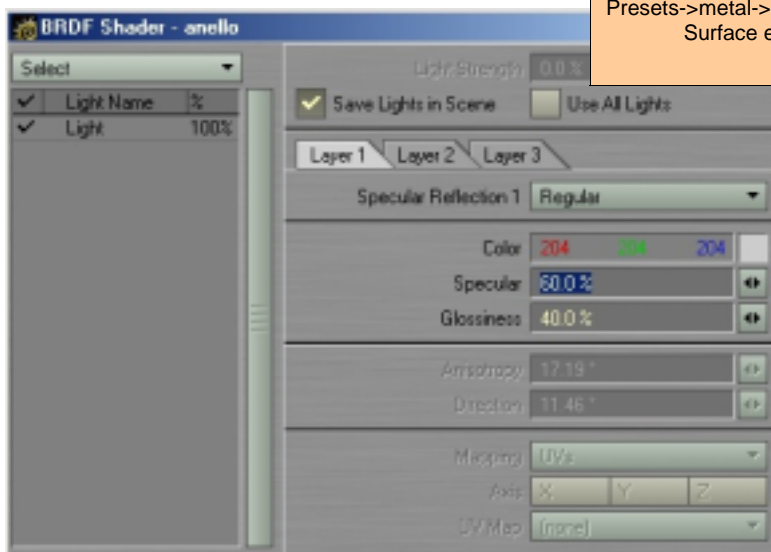 Presets->metal->
Surface e
BRDF Shader - anello
Select
Light Name %
Light 100%
Light Strength 0.0 %
Save Lights in Scene Use All Lights
Layer 1 Layer 2 Layer 3
Specular Reflection 1 Regular
Color 204 204 204
Specular 60.0 %
Glossiness 40.0 %
Anisotropy 17.19 °
Direction 11.46 °
Mapping UVs
Axis X Y Z
UV Map (none)